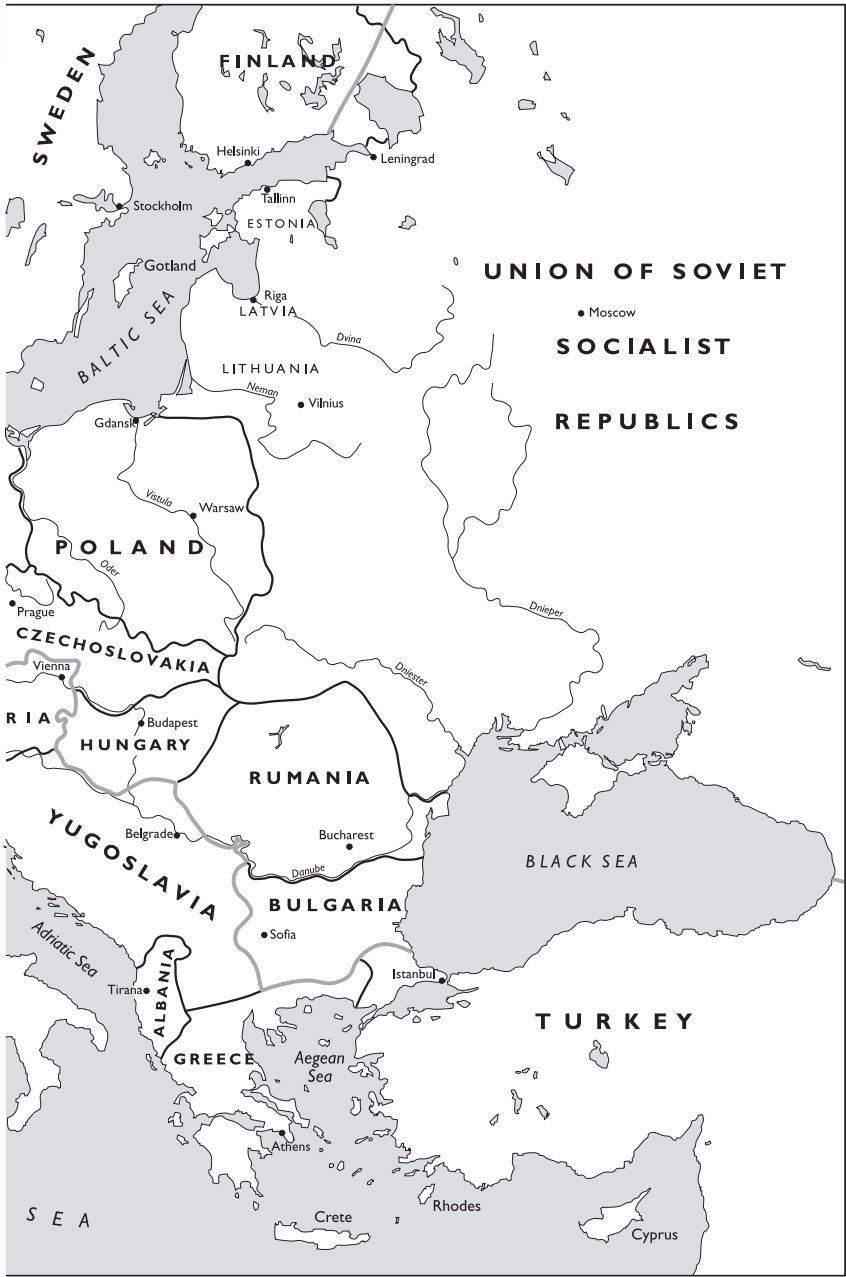 FINLAND
SWEDEN
Helsinki
Leningrad
Tallinn
Stockholm
ESTONIA
Gotland
UNION OF SOVIET
Riga
LATVIA
Moscow
BALTIC SEA
Dvina
SOCIALIST
LITHUANIA
Neman
Vilnius
Gdansk
REPUBLICS
Vistula
Warsaw
POLAND
Oder
Prague
Dnieper
CZECHOSLOVAKIA
Vienna
Dniester
RIA
Budapest
HUNGARY
RUMANIA
YUGOSLAVIA
Belgrade
Bucharest
BLACK SEA
Danube
BULGARIA
Sofia
Adriatic Sea
Istanbul
Tirana
ALBANIA
TURKEY
GREECE
Aegean
Sea
Athens
Rhodes
SEA
Crete
Cyprus